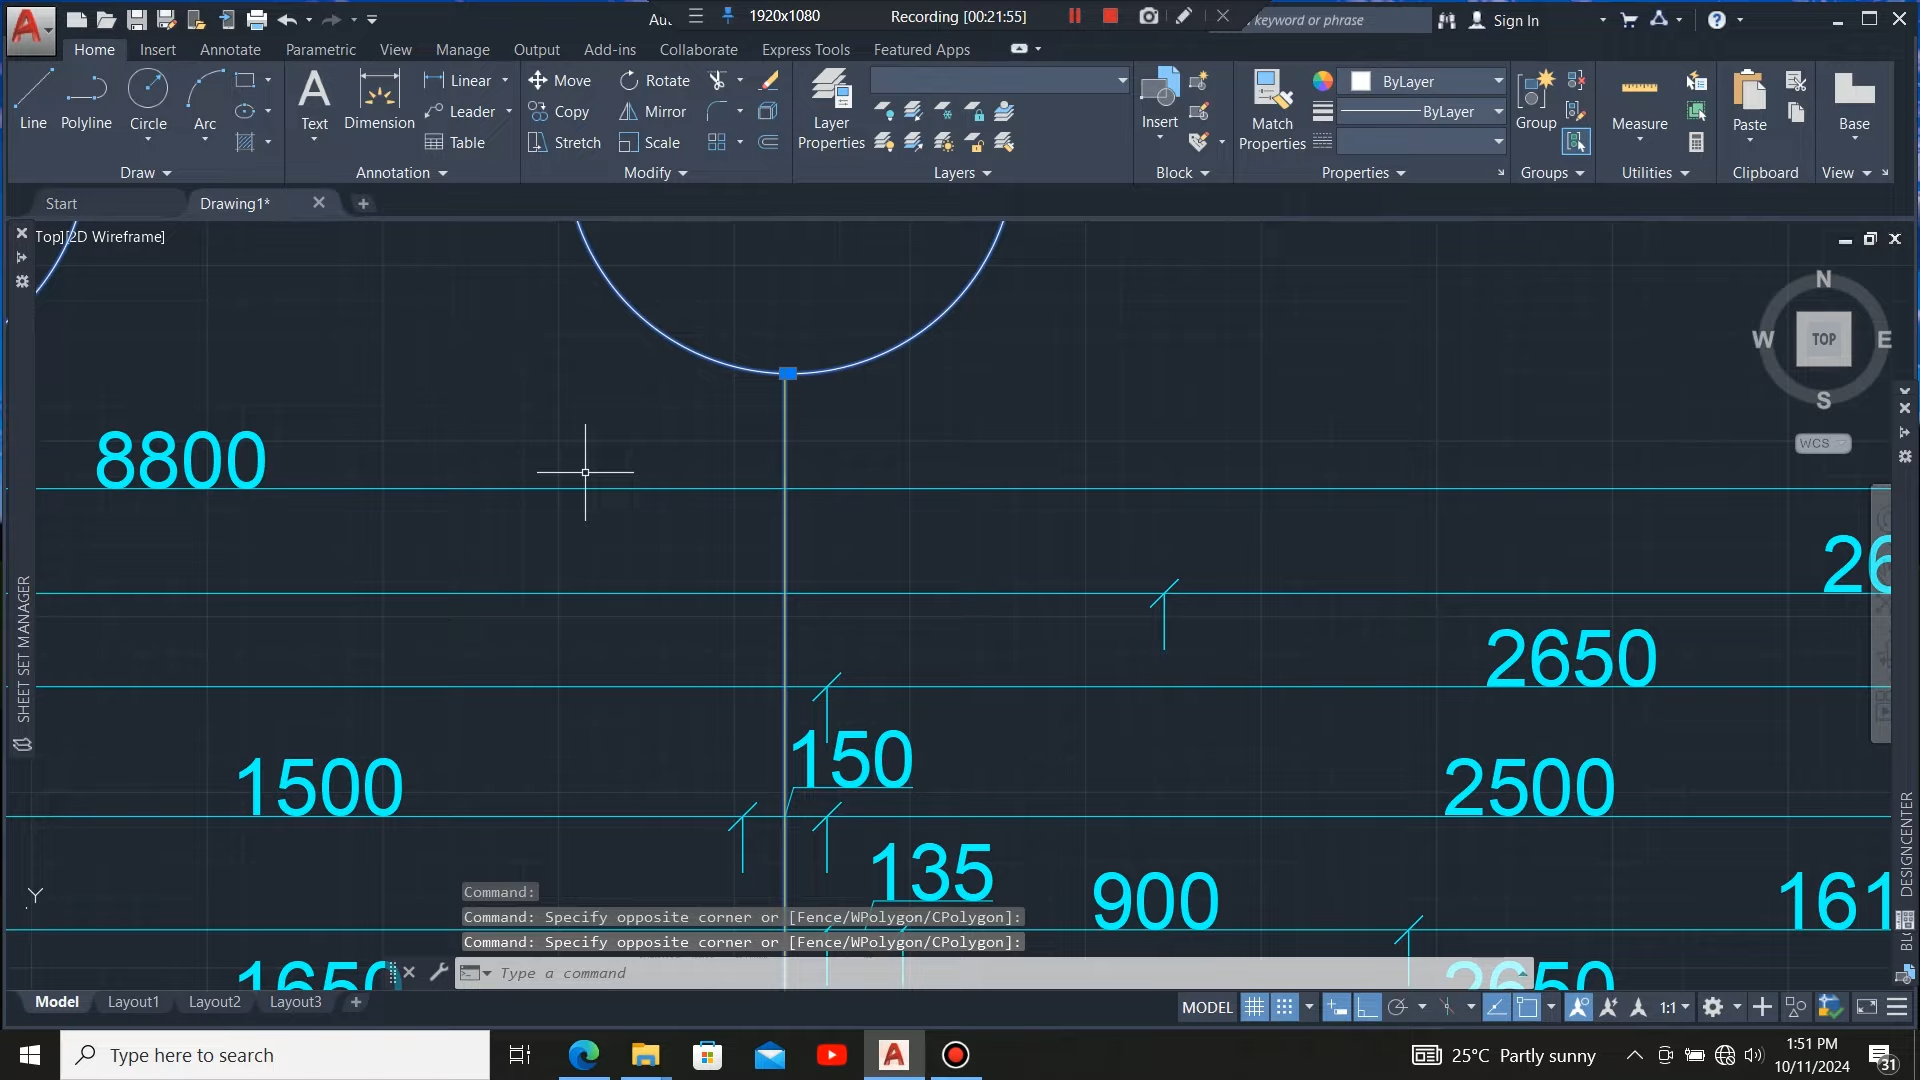 1920x1080
Recording [00:21:55]
keyword or phrase
Sign In
Home Insert Annotate Parametric View Manage Output Add-ins Collaborate Express Tools Featured Apps
Line Polyline Circle Arc
Text Dimension
Linear
Leader
Table
Move Rotate
Copy Mirror
Stretch Scale
Layer
Properties
Insert
Match
Properties
ByLayer
ByLayer
Group
Measure
Paste
Base
Draw Annotation Modify Layers Block Properties Groups Utilities Clipboard View
Start Drawing1*
Top][2D Wireframe]
N
W TOP E
S
WCS
8800
2650
150
1500
2500
135
900
1650
2650
SHEET SET MANAGER
DESIGNCENTER
Y
Command:
Command: Specify opposite corner or [Fence/WPolygon/CPolygon]:
Command: Specify opposite corner or [Fence/WPolygon/CPolygon]:
Type a command
Model Layout1 Layout2 Layout3
MODEL
1:1
Type here to search
25°C Partly sunny
1:51 PM
10/11/2024
31